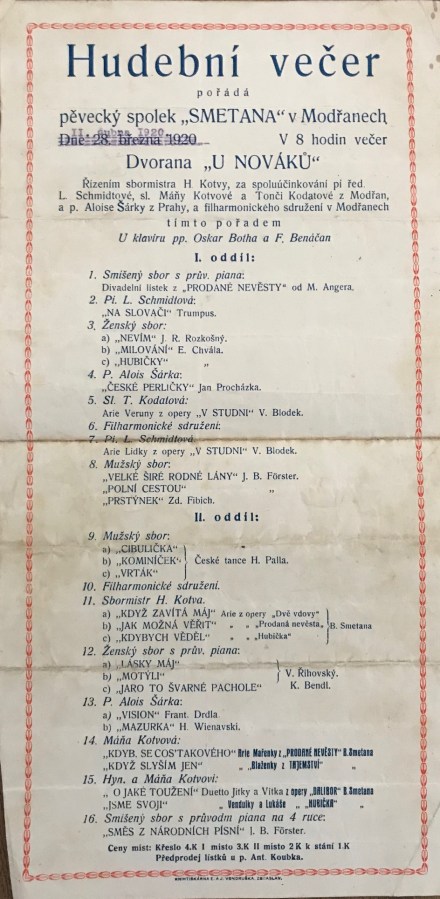 Hudební večer
pořádá
pěvecký spolek „SMETANA“ v Modřanech
11. dubna 1920
Dne 28. března 1920 V 8 hodin večer
Dvorana „U NOVÁKŮ“
Řízením sbormistra H. Kotvy, za spoluúčinkování pí řed.
L. Schmidtové, sl. Máňy Kotvové a Tonči Kodatové z Modřan,
a p. Aloise Šárky z Prahy, a filharmonického sdružení v Modřanech
tímto pořadem
U klavíru pp. Oskar Botha a F. Benáčan
I. oddíl:
1. Smíšený sbor s prův. piana:
Divadelní lístek z „PRODANÉ NEVĚSTY“ od M. Angera.
2. Pí. L. Schmidtová:
„NA SLOVAČI“ Trumpus.
3. Ženský sbor:
a) „NEVÍM“ J. R. Rozkošný.
b) „MILOVÁNÍ“ E. Chvála.
c) „HUBIČKY“ „
4. P. Alois Šárka:
„ČESKÉ PERLIČKY“ Jan Procházka.
5. Sl. T. Kodatová:
Arie Veruny z opery „V STUDNI“ V. Blodek.
6. Filharmonické sdružení:
7. Pí. L. Schmidtová.
Arie Lidky z opery „V STUDNI“ V. Blodek.
8. Mužský sbor:
„VELKÉ ŠIRÉ RODNÉ LÁNY“ J. B. Förster.
„POLNÍ CESTOU“ „
„PRSTÝNEK“ Zd. Fibich.
II. oddíl:
9. Mužský sbor:
a) „CIBULIČKA“
b) „KOMINÍČEK“ České tance H. Palla.
c) „VRTÁK“
10. Filharmonické sdružení.
11. Sbormistr H. Kotva.
a) „KDYŽ ZAVÍTÁ MÁJ“ Arie z opery „Dvě vdovy“
b) „JAK MOŽNÁ VĚŘIT“ „ „ „Prodaná nevěsta„ B. Smetana
c) „KDYBYCH VĚDĚL“ „ „ „Hubička“
12. Ženský sbor s prův. piana:
a) „LÁSKY MÁJ“
b) „MOTÝLI“ V. Říhovský.
c) „JARO TO ŠVARNÉ PACHOLE“ K. Bendl.
13. P. Alois Šárka:
a) „VISION“ Frant. Drdla.
b) „MAZURKA“ H. Wienavski.
14. Máňa Kotvová:
„KDYB. SE COS'TAKOVÉHO“ Arie Mařenky z „PRODANÉ NEVĚSTY“ B. Smetana
„KDYŽ SLYŠÍM JEN“ „ Blaženky z TAJEMSTVÍ“ „
15. Hyn. a Máňa Kotvovi:
„ O JAKÉ TOUŽENÍ“ Duetto Jitky a Vítka z opery „DALIBOR“ B. Smetana
„JSME SVOJI“ „ Vendulky a Lukáše „ „HUBIČKA“ „
16. Smíšený sbor s průvodm piana na 4 ruce:
„SMĚS Z NÁRODNÍCH PÍSNÍ“ J. B. Förster.
Ceny míst: Křeslo 4.K I místo 3.K II místo 2 K k stání 1.K
Předprodej lístků u p. Ant. Koubka.